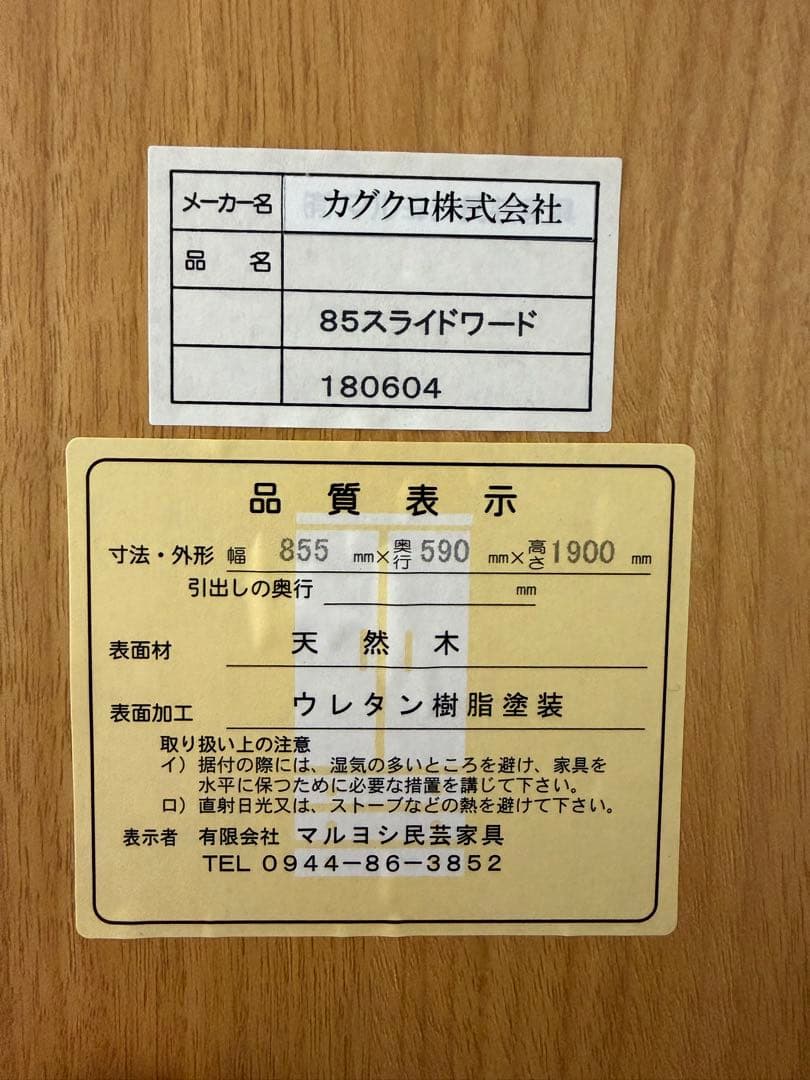 メーカー名 カグクロ株式会社
品 名
85スライドワード
180604
品 質 表 示
寸法・外形 幅 855 mm×奥行590 mm×高さ1900 mm
引出しの奥行 mm
表面材 天 然 木
表面加工 ウレタン樹脂塗装
取り扱い上の注意
イ）据付の際には、湿気の多いところを避け、家具を
水平に保つために必要な措置を講じて下さい。
ロ）直射日光又は、ストーブなどの熱を避けて下さい。
表示者 有限会社 マルヨシ民芸家具
TEL 0944-86-3852